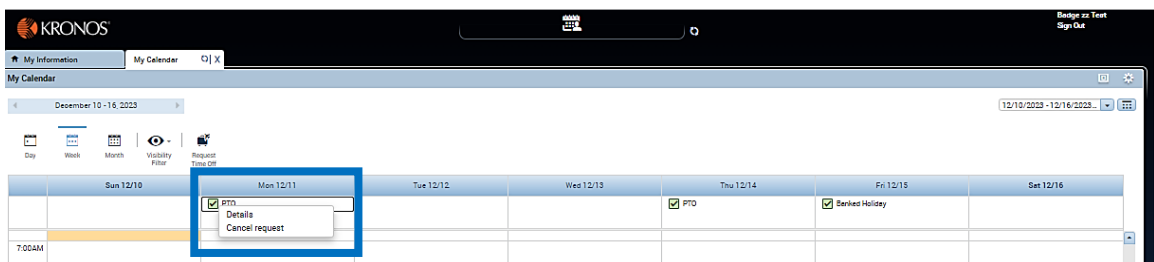 KRONOS
Badge zz Test
Sign Out
My Information
My Calendar
X
My Calendar
December 10 - 16, 2023
12/10/2023 - 12/16/2023...
Day
Week
Month
Visibility
Filter
Request
Time Off
Sun 12/10
Mon 12/11
Tue 12/12
Wed 12/13
Thu 12/14
Fri 12/15
Sat 12/16
PTO
PTO
Banked Holiday
Details
Cancel request
7:00AM